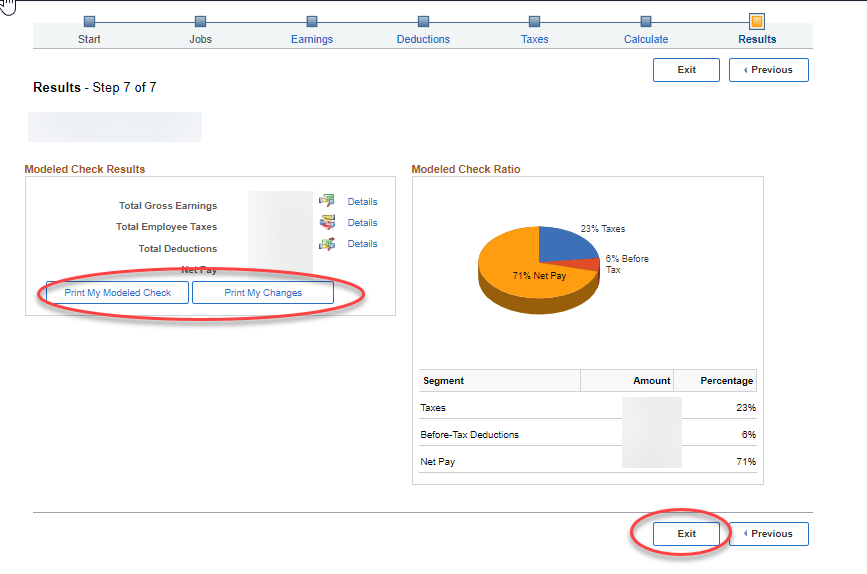 Start Jobs Earnings Deductions Taxes Calculate Results
Exit Previous
Results - Step 7 of 7
Modeled Check Results
Total Gross Earnings Details
Total Employee Taxes Details
Total Deductions Details
Net Pay
Print My Modeled Check Print My Changes
Modeled Check Ratio
23% Taxes
6% Before
Tax
71% Net Pay
Segment Amount Percentage
Taxes 23%
Before-Tax Deductions 6%
Net Pay 71%
Exit Previous